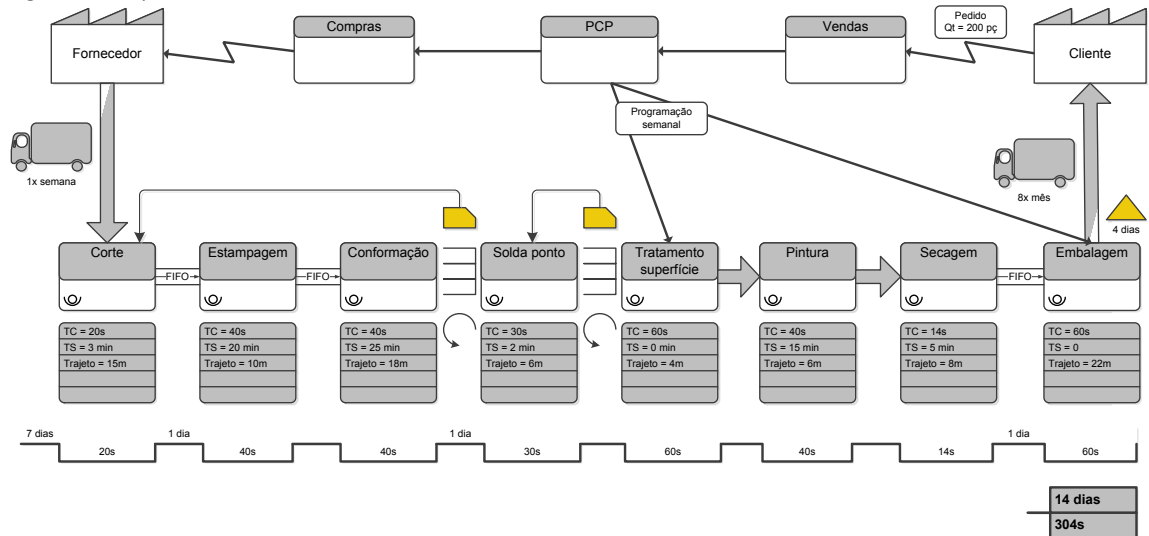 Fornecedor
Compras
PCP
Vendas
Pedido
Qt = 200 pç
Cliente
Programação
semanal
1x semana
8x mês
4 dias
Corte
FIFO
Estampagem
FIFO
Conformação
Solda ponto
Tratamento
superfície
Pintura
Secagem
FIFO
Embalagem
TC = 20s
TS = 3 min
Trajeto = 15m
TC = 40s
TS = 20 min
Trajeto = 10m
TC = 40s
TS = 25 min
Trajeto = 18m
TC = 30s
TS = 2 min
Trajeto = 6m
TC = 60s
TS = 0 min
Trajeto = 4m
TC = 40s
TS = 15 min
Trajeto = 6m
TC = 14s
TS = 5 min
Trajeto = 8m
TC = 60s
TS = 0
Trajeto = 22m
7 dias
20s
1 dia
40s
40s
1 dia
30s
60s
40s
14s
1 dia
60s
14 dias
304s